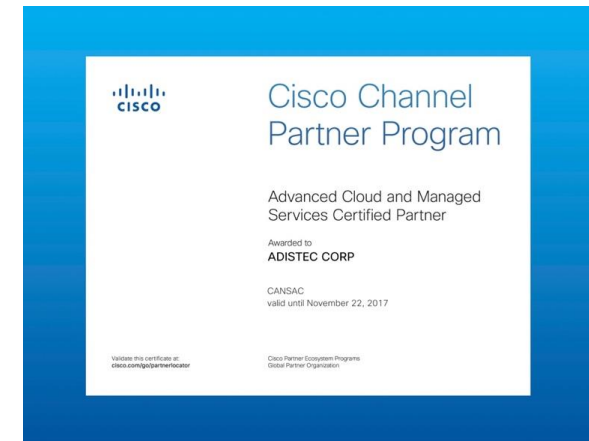 CISCO
Cisco Channel
Partner Program
Advanced Cloud and Managed
Services Certified Partner
Awarded to
ADISTEC CORP
CANSAC
valid until November 22, 2017
Validate this certificate at:
cisco.com/go/partnerlocator
Cisco Partner Ecosystem Programs
Global Partner Organization